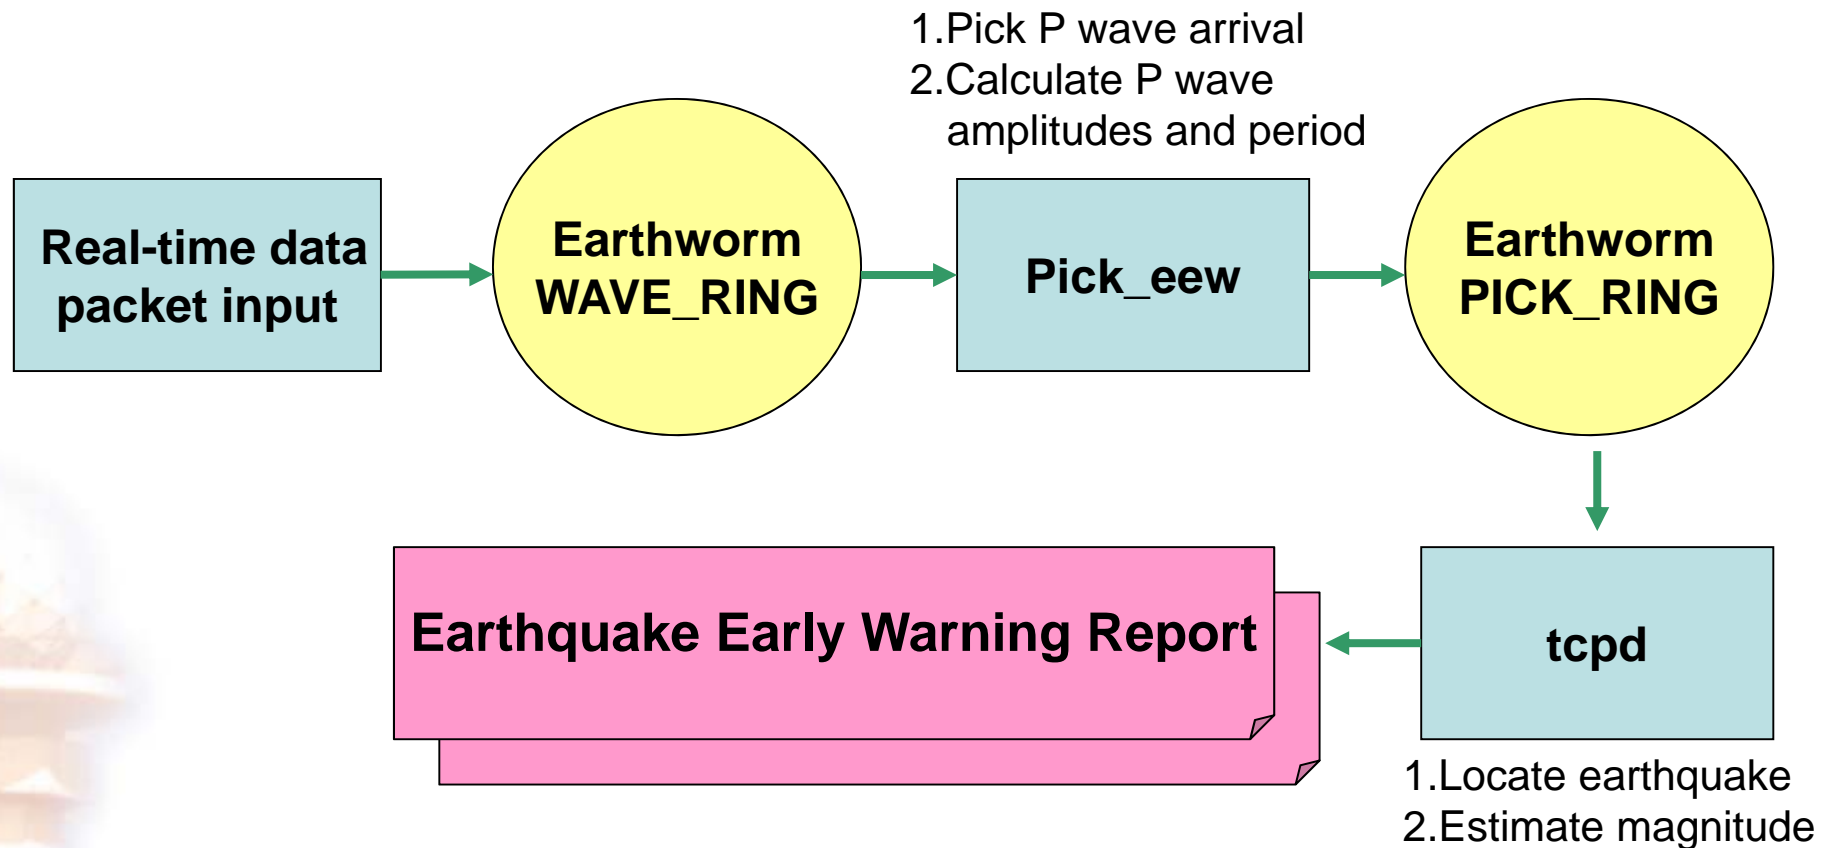 1.Pick P wave arrival
2.Calculate P wave
amplitudes and period
Real-time data
packet input
Earthworm
WAVE_RING
Pick_eew
Earthworm
PICK_RING
Earthquake Early Warning Report
tcpd
1.Locate earthquake
2.Estimate magnitude